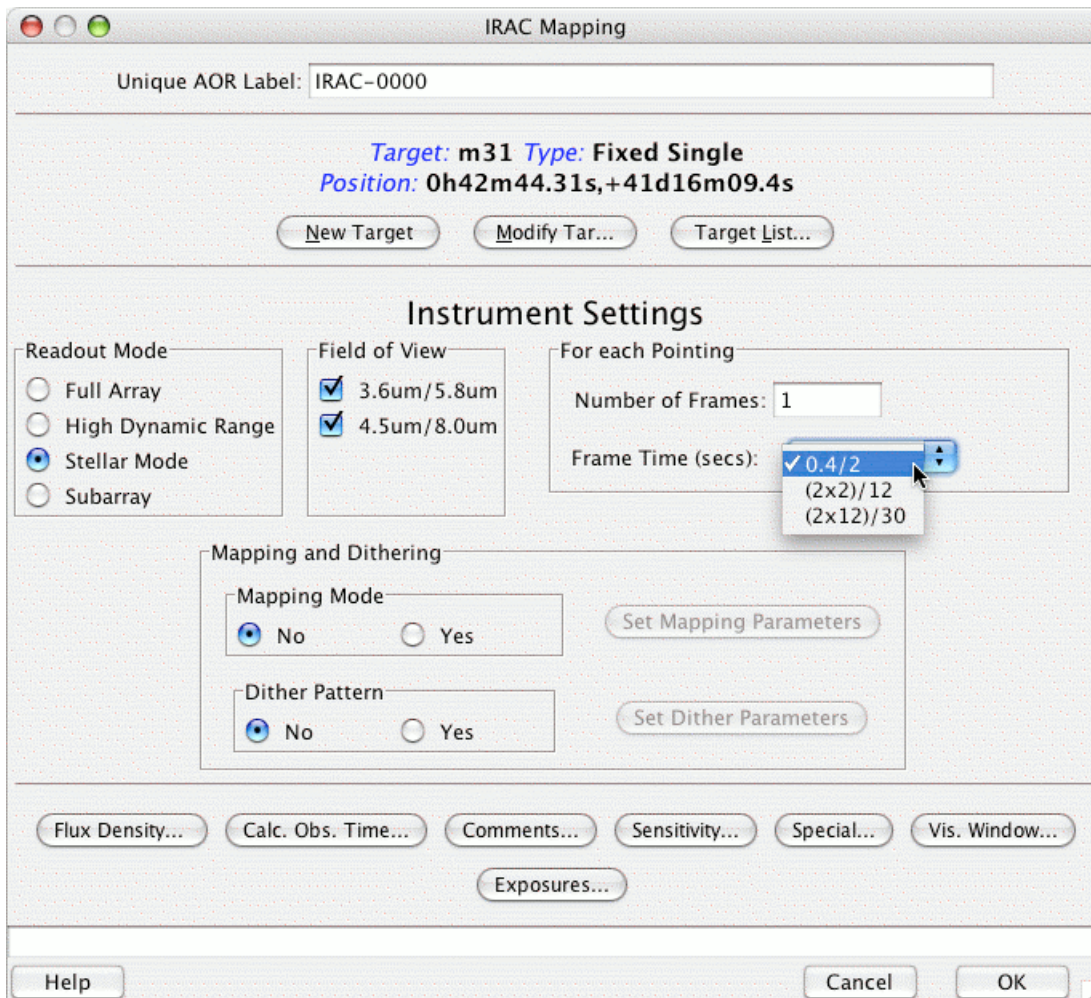 IRAC Mapping
Unique AOR Label: IRAC-0000
Target: m31 Type: Fixed Single
Position: 0h42m44.31s,+41d16m09.4s
New Target Modify Tar... Target List...
Instrument Settings
Readout Mode
Full Array
High Dynamic Range
Stellar Mode
Subarray
Field of View
3.6um/5.8um
4.5um/8.0um
For each Pointing
Number of Frames: 1
Frame Time (secs):
0.4/2
(2x2)/12
(2x12)/30
Mapping and Dithering
Mapping Mode
No Yes
Set Mapping Parameters
Dither Pattern
No Yes
Set Dither Parameters
Flux Density... Calc. Obs. Time... Comments... Sensitivity... Special... Vis. Window...
Exposures...
Help Cancel OK